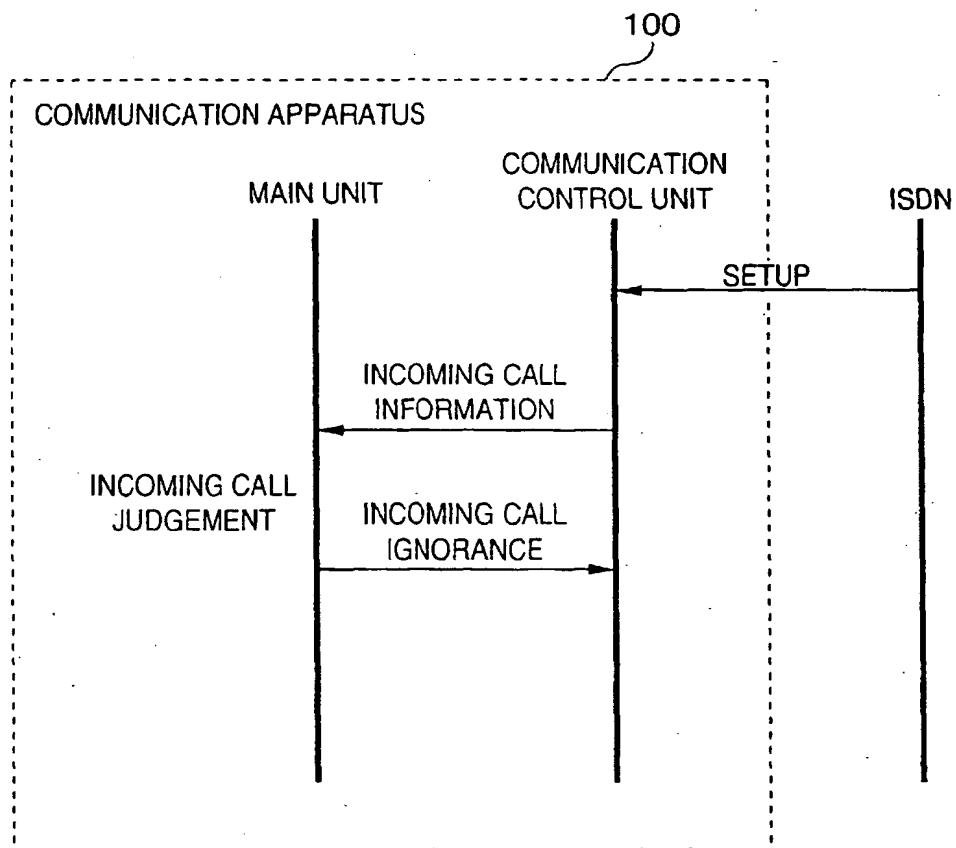 100
COMMUNICATION APPARATUS
MAIN UNIT
COMMUNICATION
CONTROL UNIT
ISDN
SETUP
INCOMING CALL
INFORMATION
INCOMING CALL
JUDGEMENT
INCOMING CALL
IGNORANCE